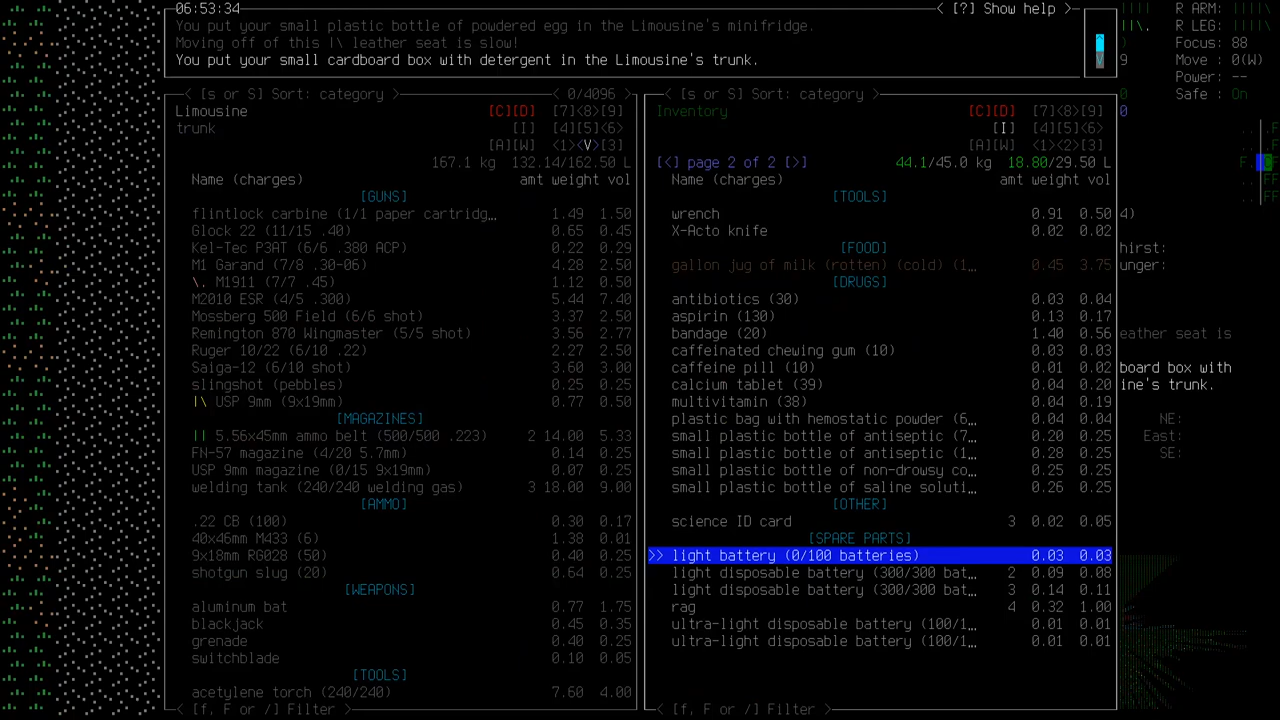 06:53:34
< [?] Show help >
You put your small plastic bottle of powered egg in the Limousine's minifridge.
Moving off of this |\ leather seat is slow!
You put your small cardboard box with detergent in the Limousine's trunk.
R ARM:
R LEG:
Focus: 88
Move : 0(W)
Power: --
Safe : On
< [s or S] Sort: category > < 0/4096 >
Limousine [C][D] [7]<8>[9]
trunk [I] [4][5]<6>
[A][W] <1><V>[3]
167.1 kg 132.14/162.50 L
Name (charges) amt weight vol
[GUNS]
flintlock carbine (1/1 paper cartridg… 1.49 1.50
Glock 22 (11/15 .40) 0.65 0.45
Kel-Tec P3AT (6/6 .380 ACP) 0.22 0.29
M1 Garand (7/8 .30-06) 4.28 2.50
\. M1911 (7/7 .45) 1.12 0.50
M2010 ESR (4/5 .300) 5.44 7.40
Mossberg 500 Field (6/6 shot) 3.37 2.50
Remington 870 Wingmaster (5/5 shot) 3.56 2.77
Ruger 10/22 (6/10 .22) 2.27 2.50
Saiga-12 (6/10 shot) 3.60 3.00
slingshot (pebbles) 0.25 0.25
|\ USP 9mm (9x19mm) 0.77 0.50
[MAGAZINES]
|| 5.56x45mm ammo belt (500/500 .223) 2 14.00 5.33
FN-57 magazine (4/20 5.7mm) 0.14 0.25
USP 9mm magazine (0/15 9x19mm) 0.07 0.25
welding tank (240/240 welding gas) 3 18.00 9.00
[AMMO]
.22 CB (100) 0.30 0.17
40x46mm M433 (6) 1.38 0.01
9x18mm RG028 (50) 0.40 0.25
shotgun slug (20) 0.64 0.25
[WEAPONS]
aluminum bat 0.77 1.75
blackjack 0.45 0.35
grenade 0.40 0.25
switchblade 0.10 0.05
[TOOLS]
acetylene torch (240/240) 7.60 4.00
< [f, F or /] Filter >
< [s or S] Sort: category >
Inventory [C][D] [7]<8>[9]
[I] [4][5]<6>
[A][W] <1><2>[3]
[<] page 2 of 2 [>] 44.1/45.0 kg 18.80/29.50 L
Name (charges) amt weight vol
[TOOLS]
wrench 0.91 0.50
X-Acto knife 0.02 0.02
[FOOD]
gallon jug of milk (rotten) (cold) (1… 0.45 3.75
[DRUGS]
antibiotics (30) 0.03 0.04
aspirin (130) 0.13 0.17
bandage (20) 1.40 0.56
caffeinated chewing gum (10) 0.03 0.03
caffeine pill (10) 0.01 0.02
calcium tablet (39) 0.04 0.20
multivitamin (38) 0.04 0.19
plastic bag with hemostatic powder (6… 0.04 0.04
small plastic bottle of antiseptic (7… 0.20 0.25
small plastic bottle of antiseptic (1… 0.28 0.25
small plastic bottle of non-drowsy co… 0.25 0.25
small plastic bottle of saline soluti… 0.26 0.25
[OTHER]
science ID card 3 0.02 0.05
[SPARE PARTS]
>> light battery (0/100 batteries) 0.03 0.03
light disposable battery (300/300 bat… 2 0.09 0.08
light disposable battery (300/300 bat… 3 0.14 0.11
rag 4 0.32 1.00
ultra-light disposable battery (100/1… 0.01 0.01
ultra-light disposable battery (100/1… 0.01 0.01
< [f, F or /] Filter >
9
0
0
4)
hirst:
unger:
eather seat is
board box with
ine's trunk.
NE:
East:
SE: